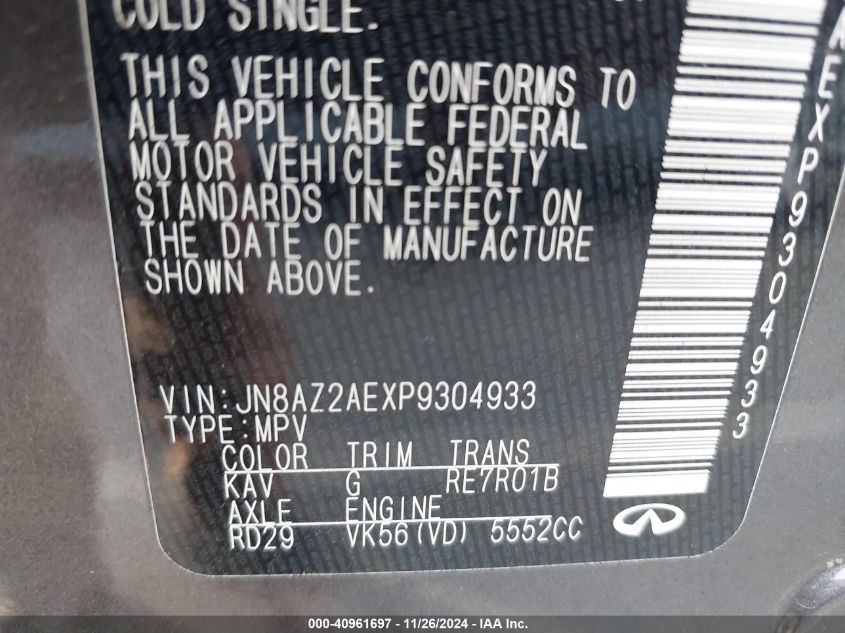 COLD SINGLE.
THIS VEHICLE CONFORMS TO
ALL APPLICABLE FEDERAL
MOTOR VEHICLE SAFETY
STANDARDS IN EFFECT ON
THE DATE OF MANUFACTURE
SHOWN ABOVE.
VIN:JN8AZ2AEXP9304933
TYPE:MPV
COLOR TRIM TRANS
KAV G RE7R01B
AXLE ENGINE
RD29 VK56(VD) 5552CC
EXP9304933
000-40961697 - 11/26/2024 - IAA Inc.